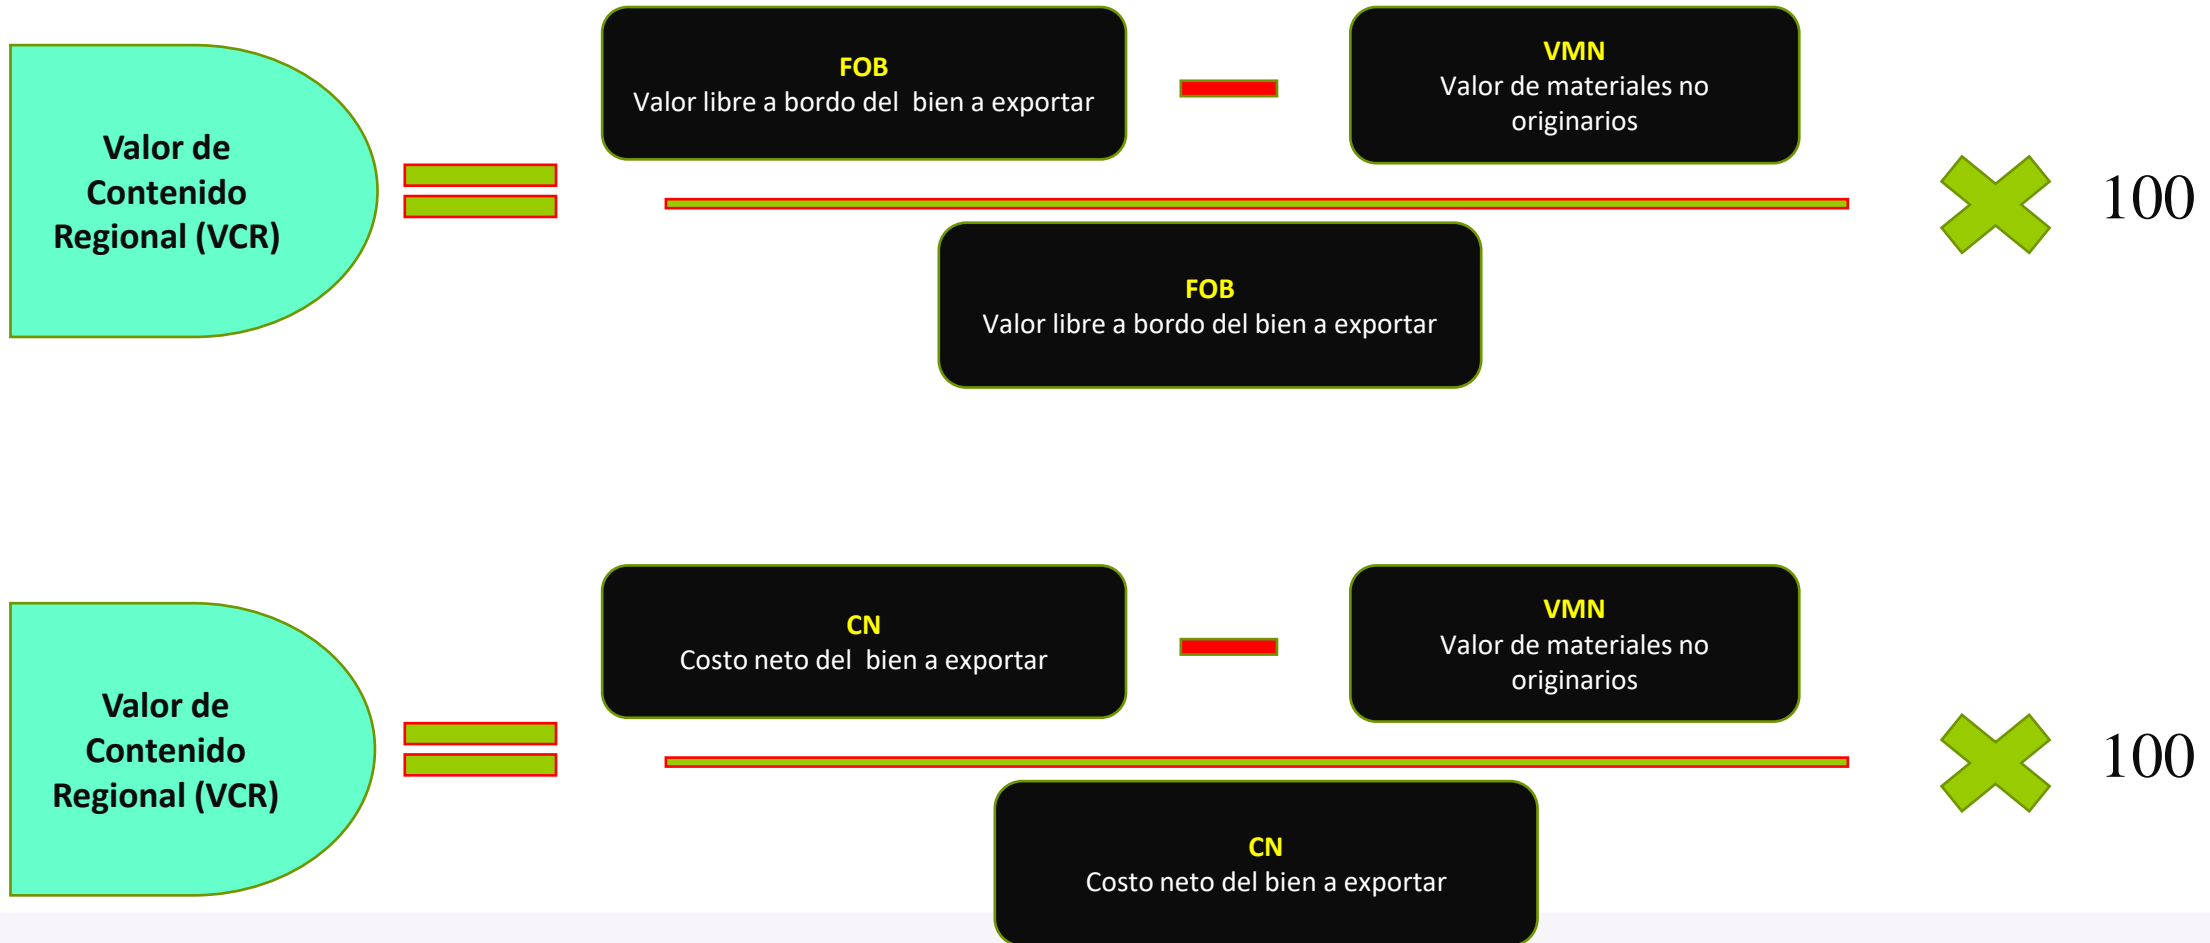 Valor de
Contenido
Regional (VCR)
FOB
Valor libre a bordo del  bien a exportar
VMN
Valor de materiales no
originarios
FOB
Valor libre a bordo del bien a exportar
100
Valor de
Contenido
Regional (VCR)
CN
Costo neto del  bien a exportar
VMN
Valor de materiales no
originarios
CN
Costo neto del bien a exportar
100